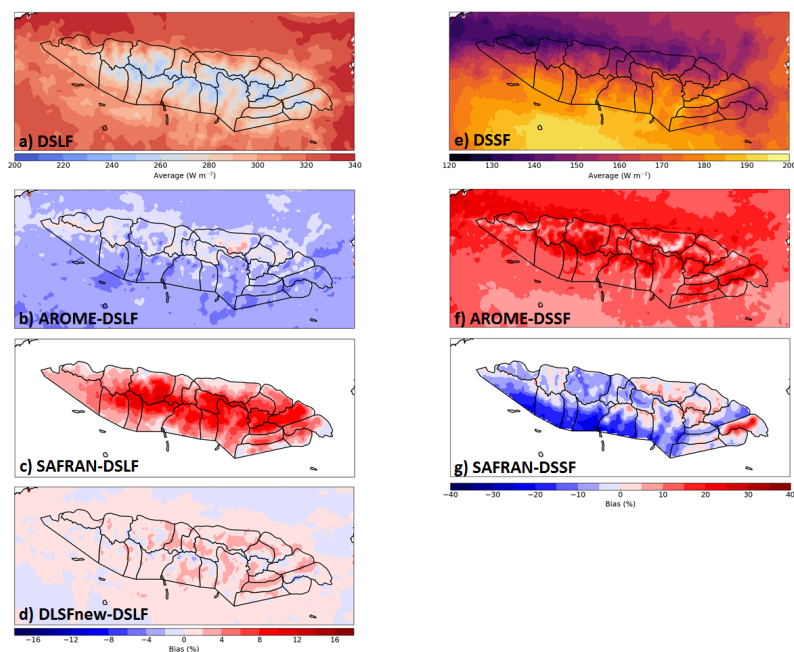 a) DSLF
200 220 240 260 280 300 320 340
Average (W m⁻²)
b) AROME-DSLF
c) SAFRAN-DSLF
d) DLSFnew-DSLF
−16 −12 −8 −4 0 4 8 12 16
Bias (%)
e) DSSF
120 130 140 150 160 170 180 190 200
Average (W m⁻²)
f) AROME-DSSF
g) SAFRAN-DSSF
−40 −30 −20 −10 0 10 20 30 40
Bias (%)